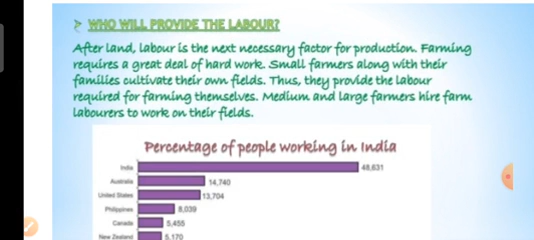 ➢ WHO WILL PROVIDE THE LABOUR?
After land, labour is the next necessary factor for production. Farming
requires a great deal of hard work. Small farmers along with their
families cultivate their own fields. Thus, they provide the labour
required for farming themselves. Medium and large farmers hire farm
labourers to work on their fields.
Percentage of people working in India
India 48,631
Australia 14,740
United States 13,704
Philippines 8,039
Canada 5,455
New Zealand 5,170